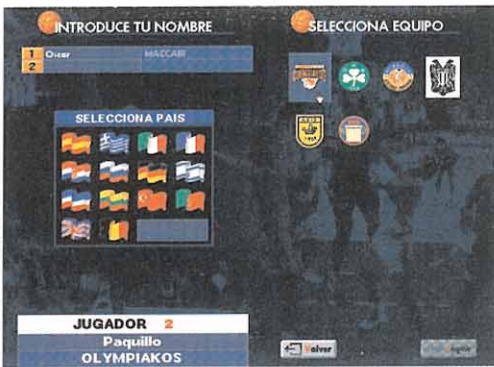 INTRODUCE TU NOMBRE
1 Oscar MACCABI
2
SELECCIONA PAIS
JUGADOR 2
Paquillo
OLYMPIAKOS
SELECCIONA EQUIPO
Volver